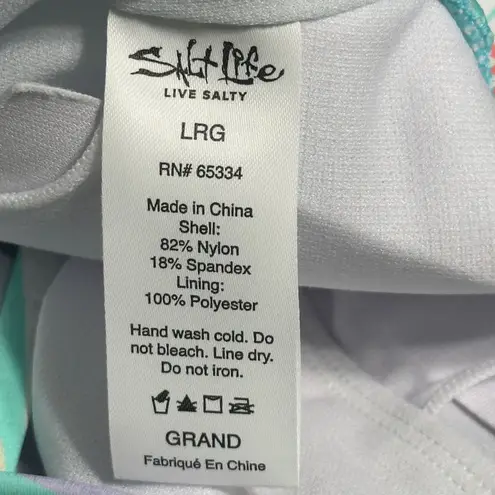 Salt Life
LIVE SALTY
LRG
RN# 65334
Made in China
Shell:
82% Nylon
18% Spandex
Lining:
100% Polyester
Hand wash cold. Do
not bleach. Line dry.
Do not iron.
GRAND
Fabriqué En Chine